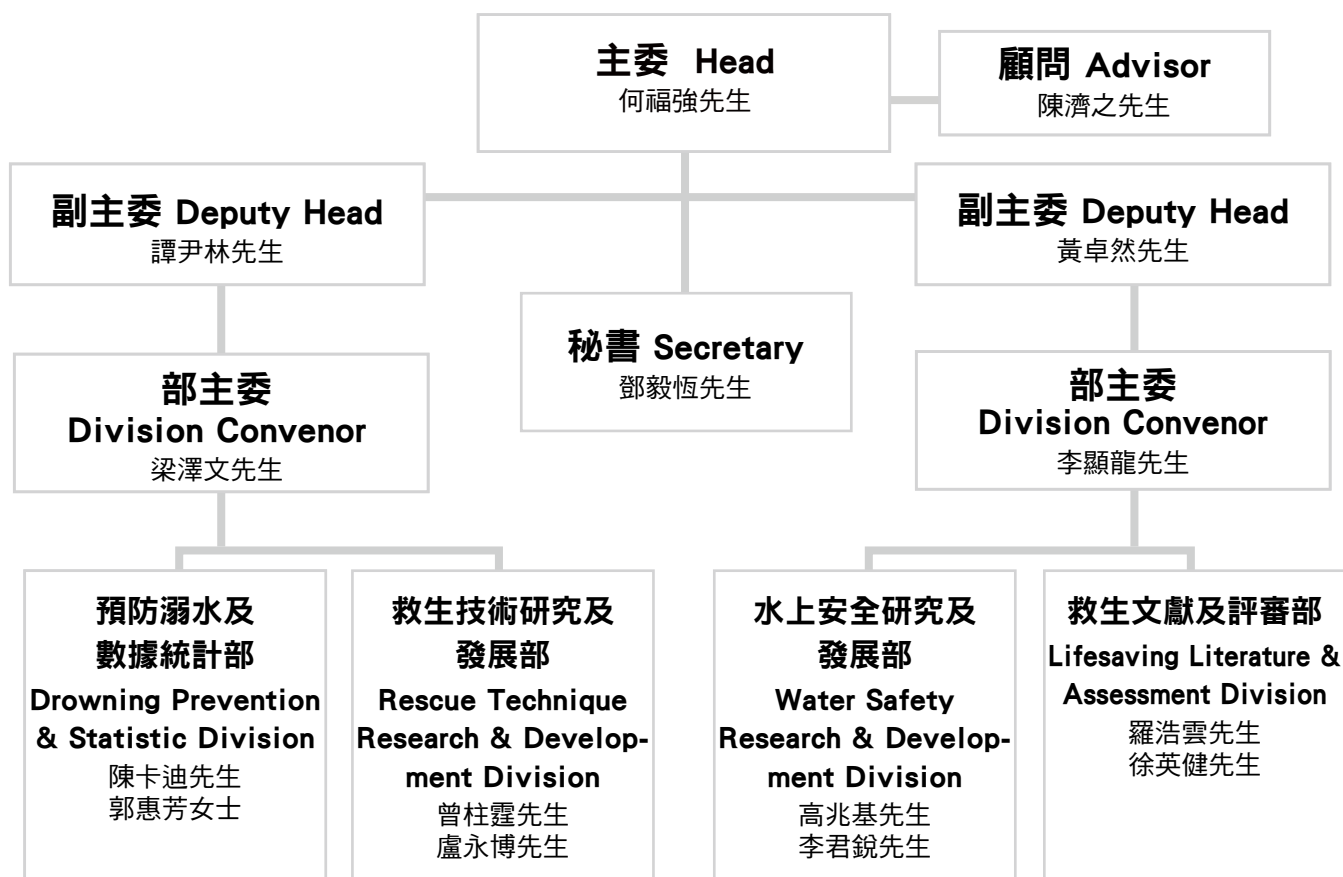 主委 Head
何福強先生
顧問 Advisor
陳濟之先生
副主委 Deputy Head
譚尹林先生
副主委 Deputy Head
黃卓然先生
秘書 Secretary
鄧毅恆先生
部主委
Division Convenor
梁澤文先生
部主委
Division Convenor
李顯龍先生
預防溺水及
數據統計部
Drowning Prevention
& Statistic Division
陳卡迪先生
郭惠芳女士
救生技術研究及
發展部
Rescue Technique
Research & Develop-
ment Division
曾柱霆先生
盧永博先生
水上安全研究及
發展部
Water Safety
Research & Develop-
ment Division
高兆基先生
李君銳先生
救生文獻及評審部
Lifesaving Literature &
Assessment Division
羅浩雲先生
徐英健先生